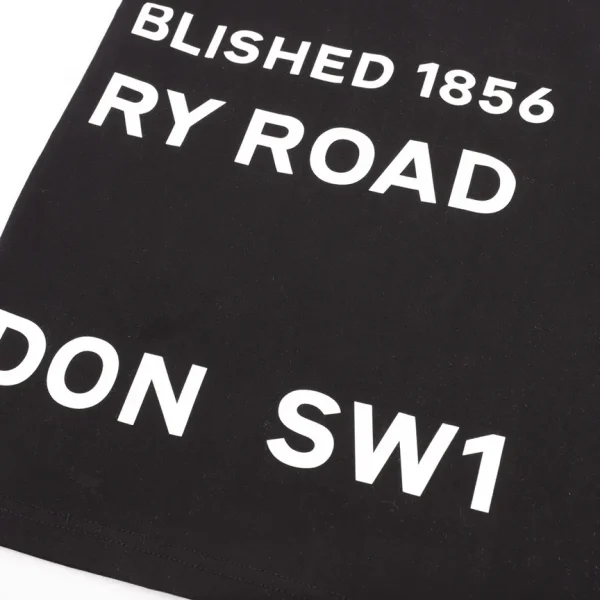 BLISHED 1856
RY ROAD
DON SW1